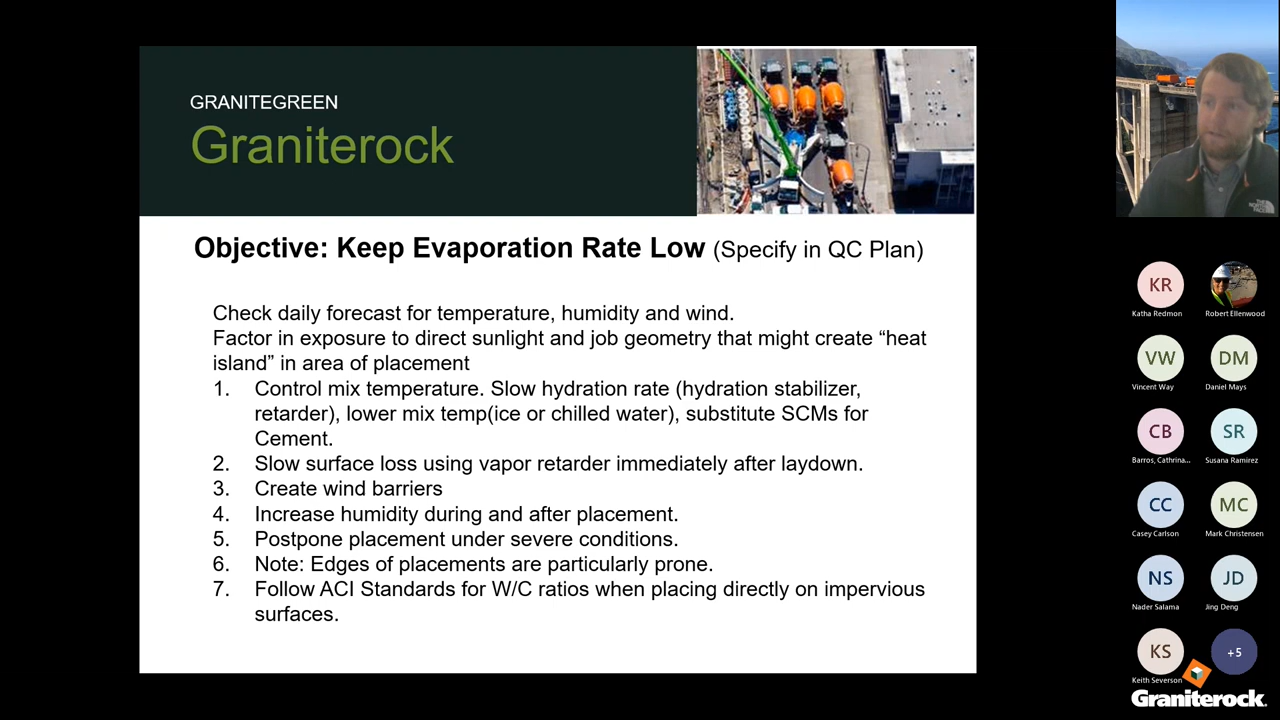 GRANITEGREEN
Graniterock
Objective: Keep Evaporation Rate Low (Specify in QC Plan)
Check daily forecast for temperature, humidity and wind.
Factor in exposure to direct sunlight and job geometry that might create “heat
island” in area of placement
1. Control mix temperature. Slow hydration rate (hydration stabilizer,
retarder), lower mix temp(ice or chilled water), substitute SCMs for
Cement.
2. Slow surface loss using vapor retarder immediately after laydown.
3. Create wind barriers
4. Increase humidity during and after placement.
5. Postpone placement under severe conditions.
6. Note: Edges of placements are particularly prone.
7. Follow ACI Standards for W/C ratios when placing directly on impervious
surfaces.
THE NORTH FACE
KR
Katha Redmon
Robert Ellenwood
VW
Vincent Way
DM
Daniel Mays
CB
Barros, Cathrina...
SR
Susana Ramirez
CC
Casey Carlson
MC
Mark Christensen
NS
Nader Salama
JD
Jing Deng
KS
Keith Severson
+5
Graniterock.